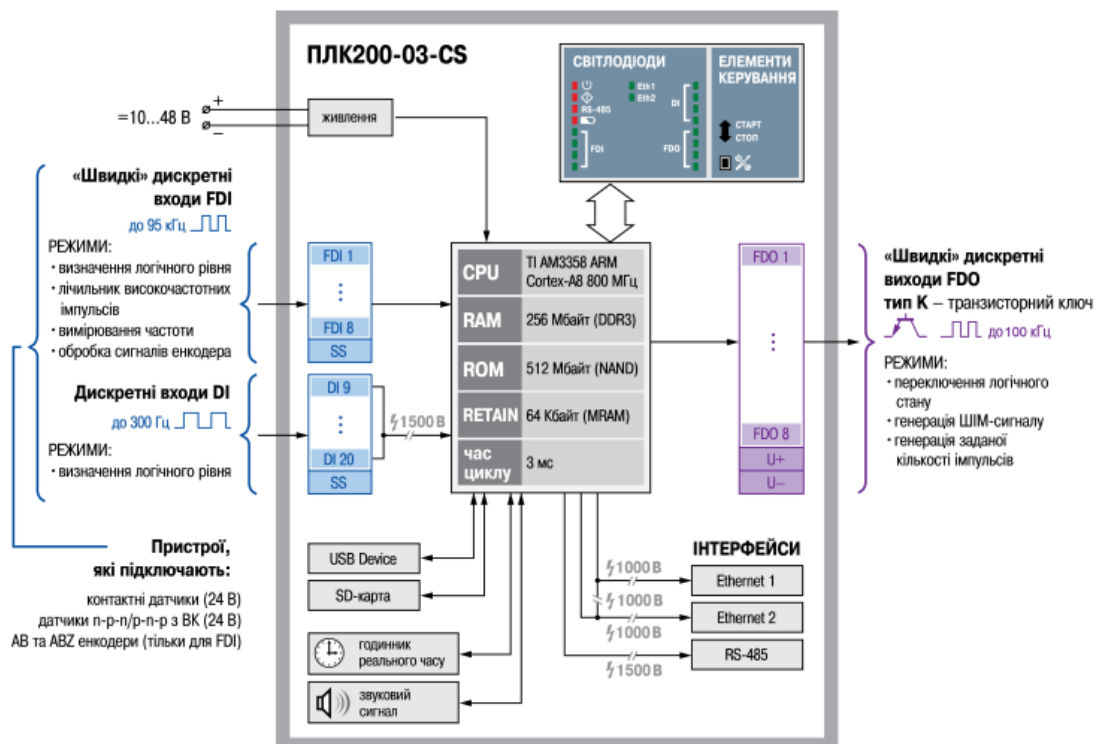 ПЛК200-03-CS
СВІТЛОДІОДИ
Eth1
Eth2
RS-485
DI
FDI
FDO
ЕЛЕМЕНТИ
КЕРУВАННЯ
СТАРТ
СТОП
=10...48 В
+
–
живлення
«Швидкі» дискретні
входи FDI
до 95 кГц
РЕЖИМИ:
· визначення логічного рівня
· лічильник високочастотних
імпульсів
· вимірювання частоти
· обробка сигналів енкодера
Дискретні входи DI
до 300 Гц
РЕЖИМИ:
· визначення логічного рівня
Пристрої,
які підключають:
контактні датчики (24 В)
датчики n-p-n/p-n-p з ВК (24 В)
AB та ABZ енкодери (тільки для FDI)
FDI 1
FDI 8
SS
DI 9
DI 20
SS
1500 В
CPU
TI AM3358 ARM
Cortex-A8 800 МГц
RAM
256 Мбайт (DDR3)
ROM
512 Мбайт (NAND)
RETAIN
64 Кбайт (MRAM)
час
циклу
3 мс
FDO 1
FDO 8
U+
U–
«Швидкі» дискретні
виходи FDO
тип К – транзисторний ключ
до 100 кГц
РЕЖИМИ:
· переключення логічного
стану
· генерація ШІМ-сигналу
· генерація заданої
кількості імпульсів
USB Device
SD-карта
годинник
реального часу
звуковий
сигнал
ІНТЕРФЕЙСИ
1000 В
Ethernet 1
1000 В
Ethernet 2
1000 В
RS-485
1500 В